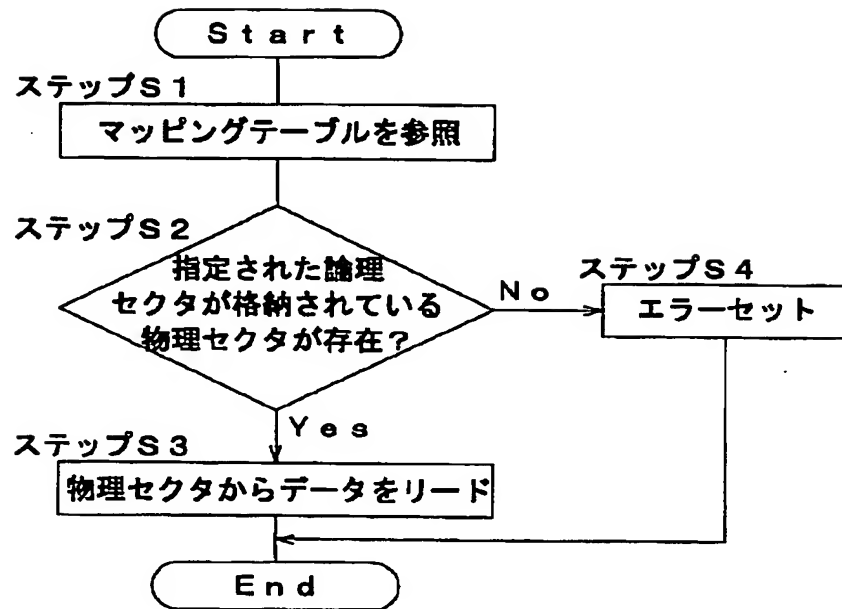 Start
ステップS1
マッピングテーブルを参照
ステップS2
指定された論理
セクタが格納されている
物理セクタが存在?
No
ステップS4
エラーセット
Yes
ステップS3
物理セクタからデータをリード
End